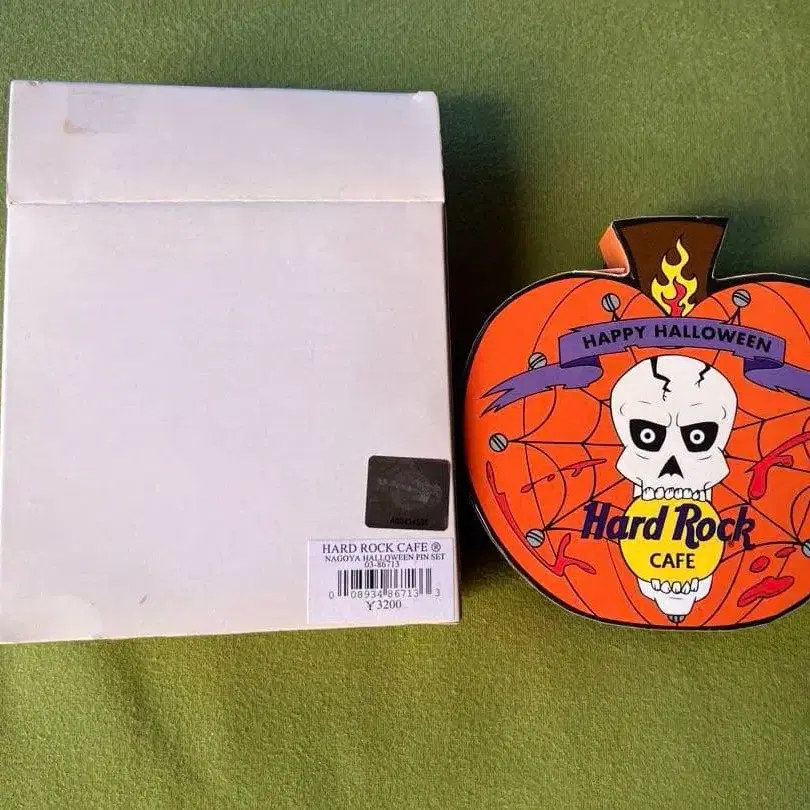 HARD ROCK CAFE ®
NAGOYA HALLOWEEN PIN SET
03-86713
0 08934 86713 3
¥3200
HAPPY HALLOWEEN
Hard Rock
CAFE